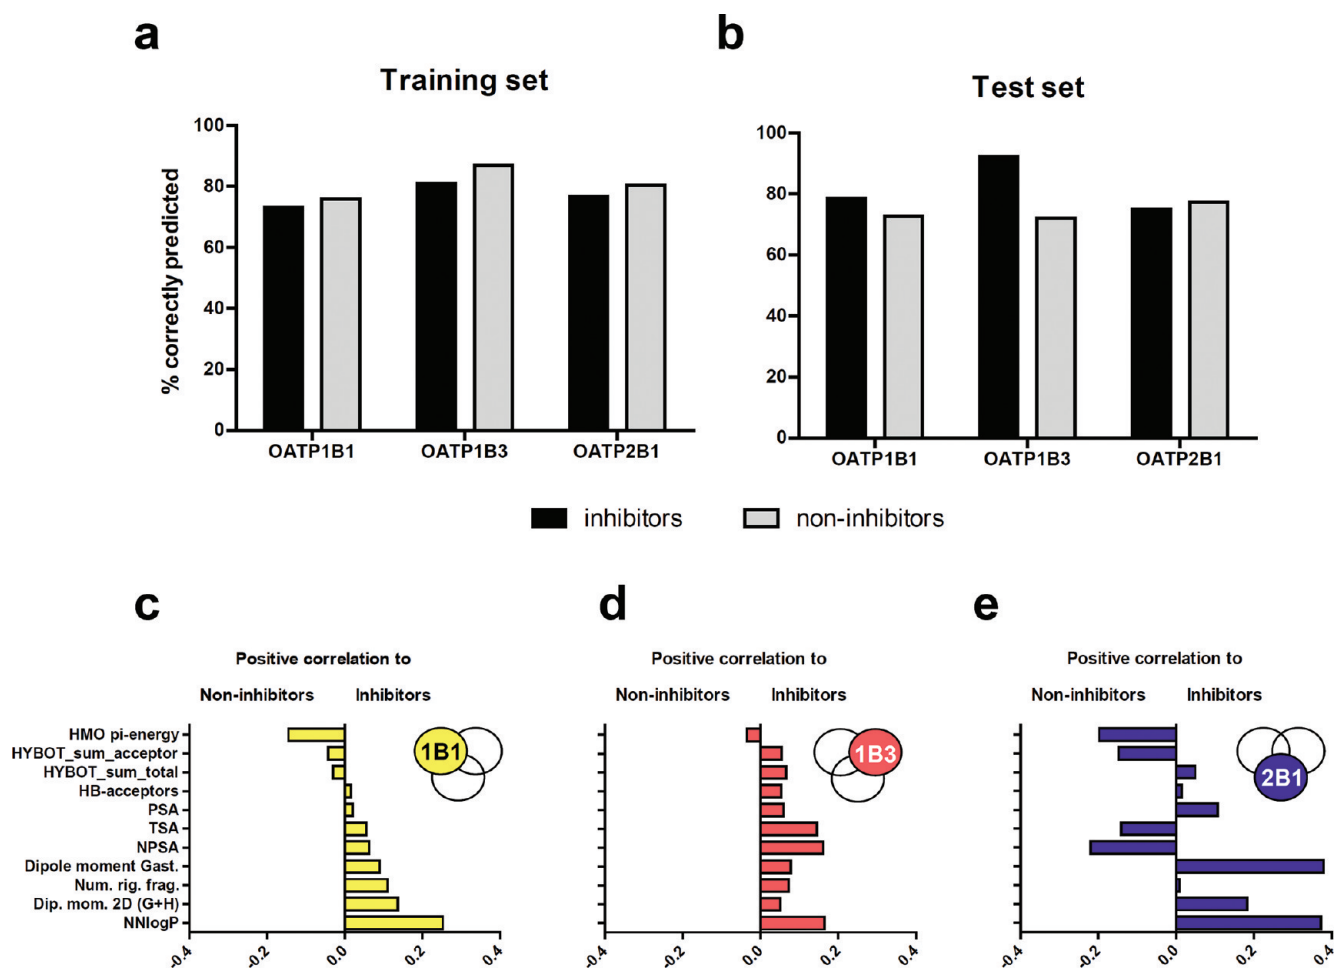 a
Training set
% correctly predicted
100
80
60
40
20
0
OATP1B1 OATP1B3 OATP2B1
b
Test set
100
80
60
40
20
0
OATP1B1 OATP1B3 OATP2B1
inhibitors non-inhibitors
c
Positive correlation to
Non-inhibitors Inhibitors
HMO pi-energy
HYBOT_sum_acceptor
HYBOT_sum_total
HB-acceptors
PSA
TSA
NPSA
Dipole moment Gast.
Num. rig. frag.
Dip. mom. 2D (G+H)
NNlogP
1B1
-0.4 -0.2 0.0 0.2 0.4
d
Positive correlation to
Non-inhibitors Inhibitors
1B3
-0.4 -0.2 0.0 0.2 0.4
e
Positive correlation to
Non-inhibitors Inhibitors
2B1
-0.4 -0.2 0.0 0.2 0.4